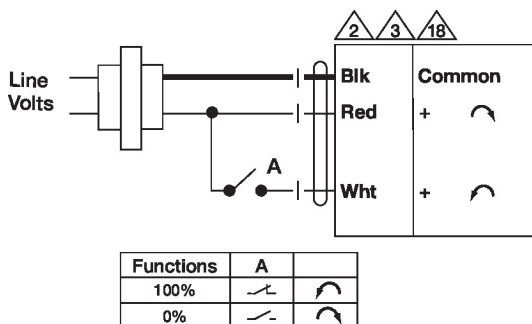 2 3 18
Line
Volts
Blk Common
Red +
A
Wht +
Functions A
100%
0%